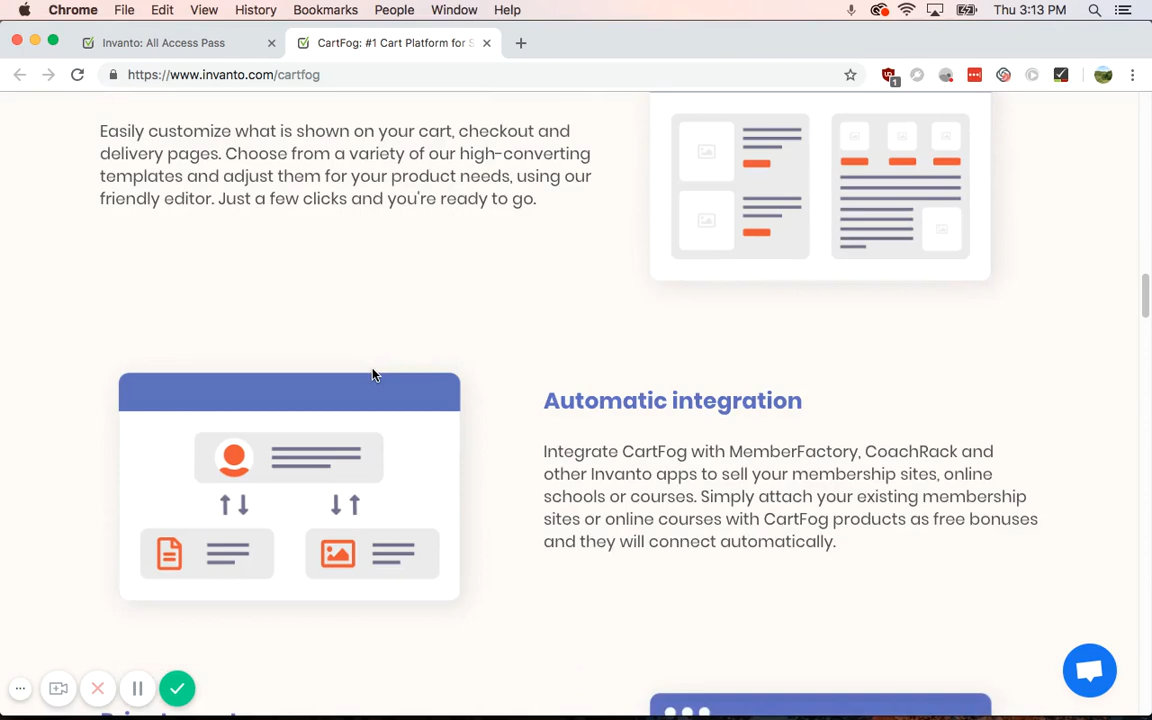 Chrome File Edit View History Bookmarks People Window Help Thu 3:13 PM
Invanto: All Access Pass
CartFog: #1 Cart Platform for S
https://www.invanto.com/cartfog
1
Easily customize what is shown on your cart, checkout and
delivery pages. Choose from a variety of our high-converting
templates and adjust them for your product needs, using our
friendly editor. Just a few clicks and you're ready to go.
Automatic integration
Integrate CartFog with MemberFactory, CoachRack and
other Invanto apps to sell your membership sites, online
schools or courses. Simply attach your existing membership
sites or online courses with CartFog products as free bonuses
and they will connect automatically.